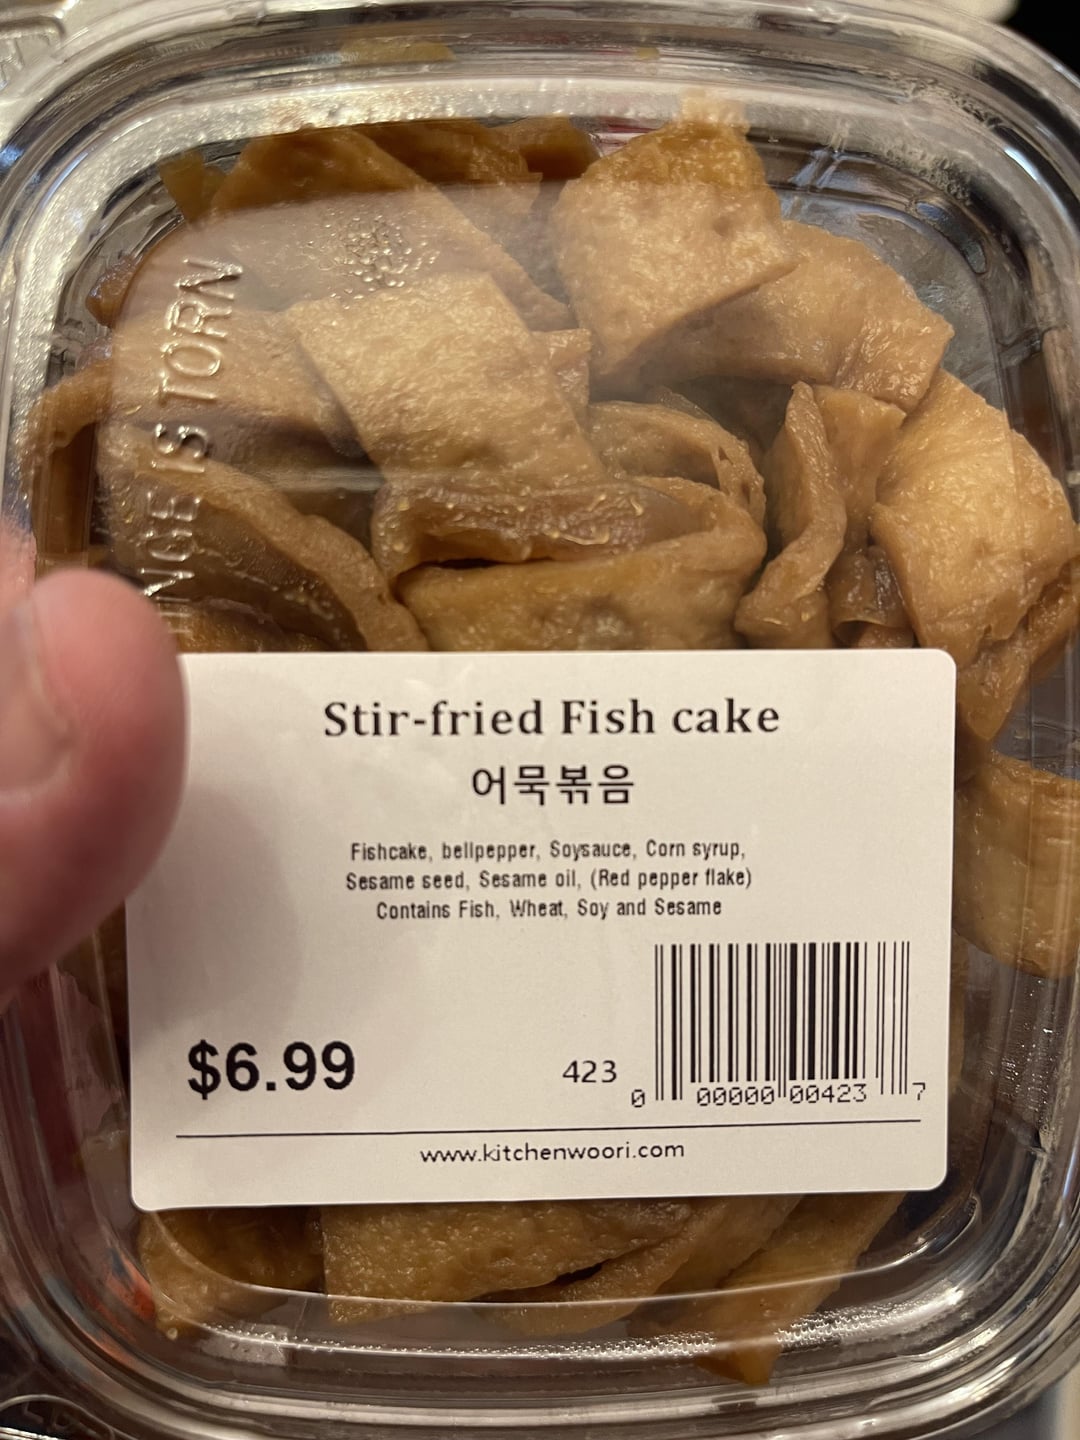 NGE IS TORN
Stir-fried Fish cake
어묵볶음
Fishcake, bellpepper, Soysauce, Corn syrup,
Sesame seed, Sesame oil, (Red pepper flake)
Contains Fish, Wheat, Soy and Sesame
$6.99
423
0 00000 00423 7
www.kitchenwoori.com